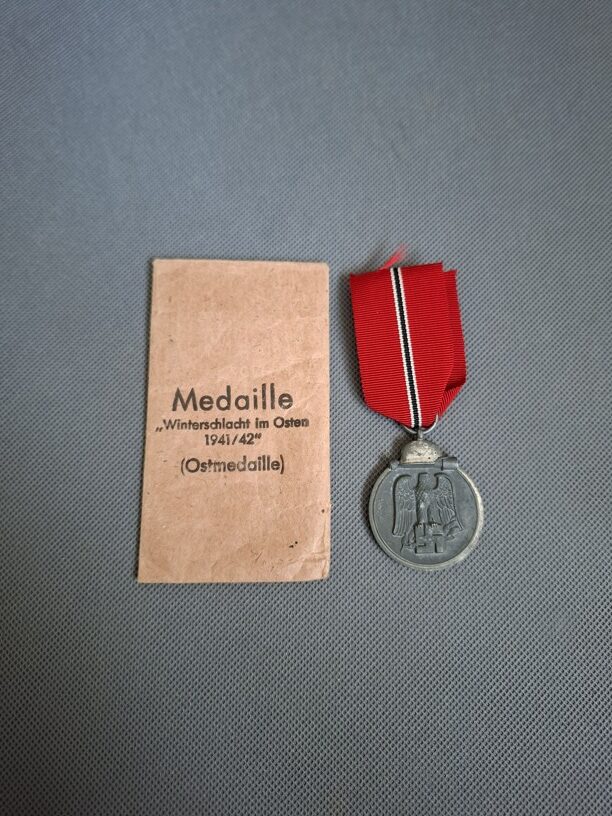 Medaille
„Winterschlacht im Osten
1941/42“
(Ostmedaille)